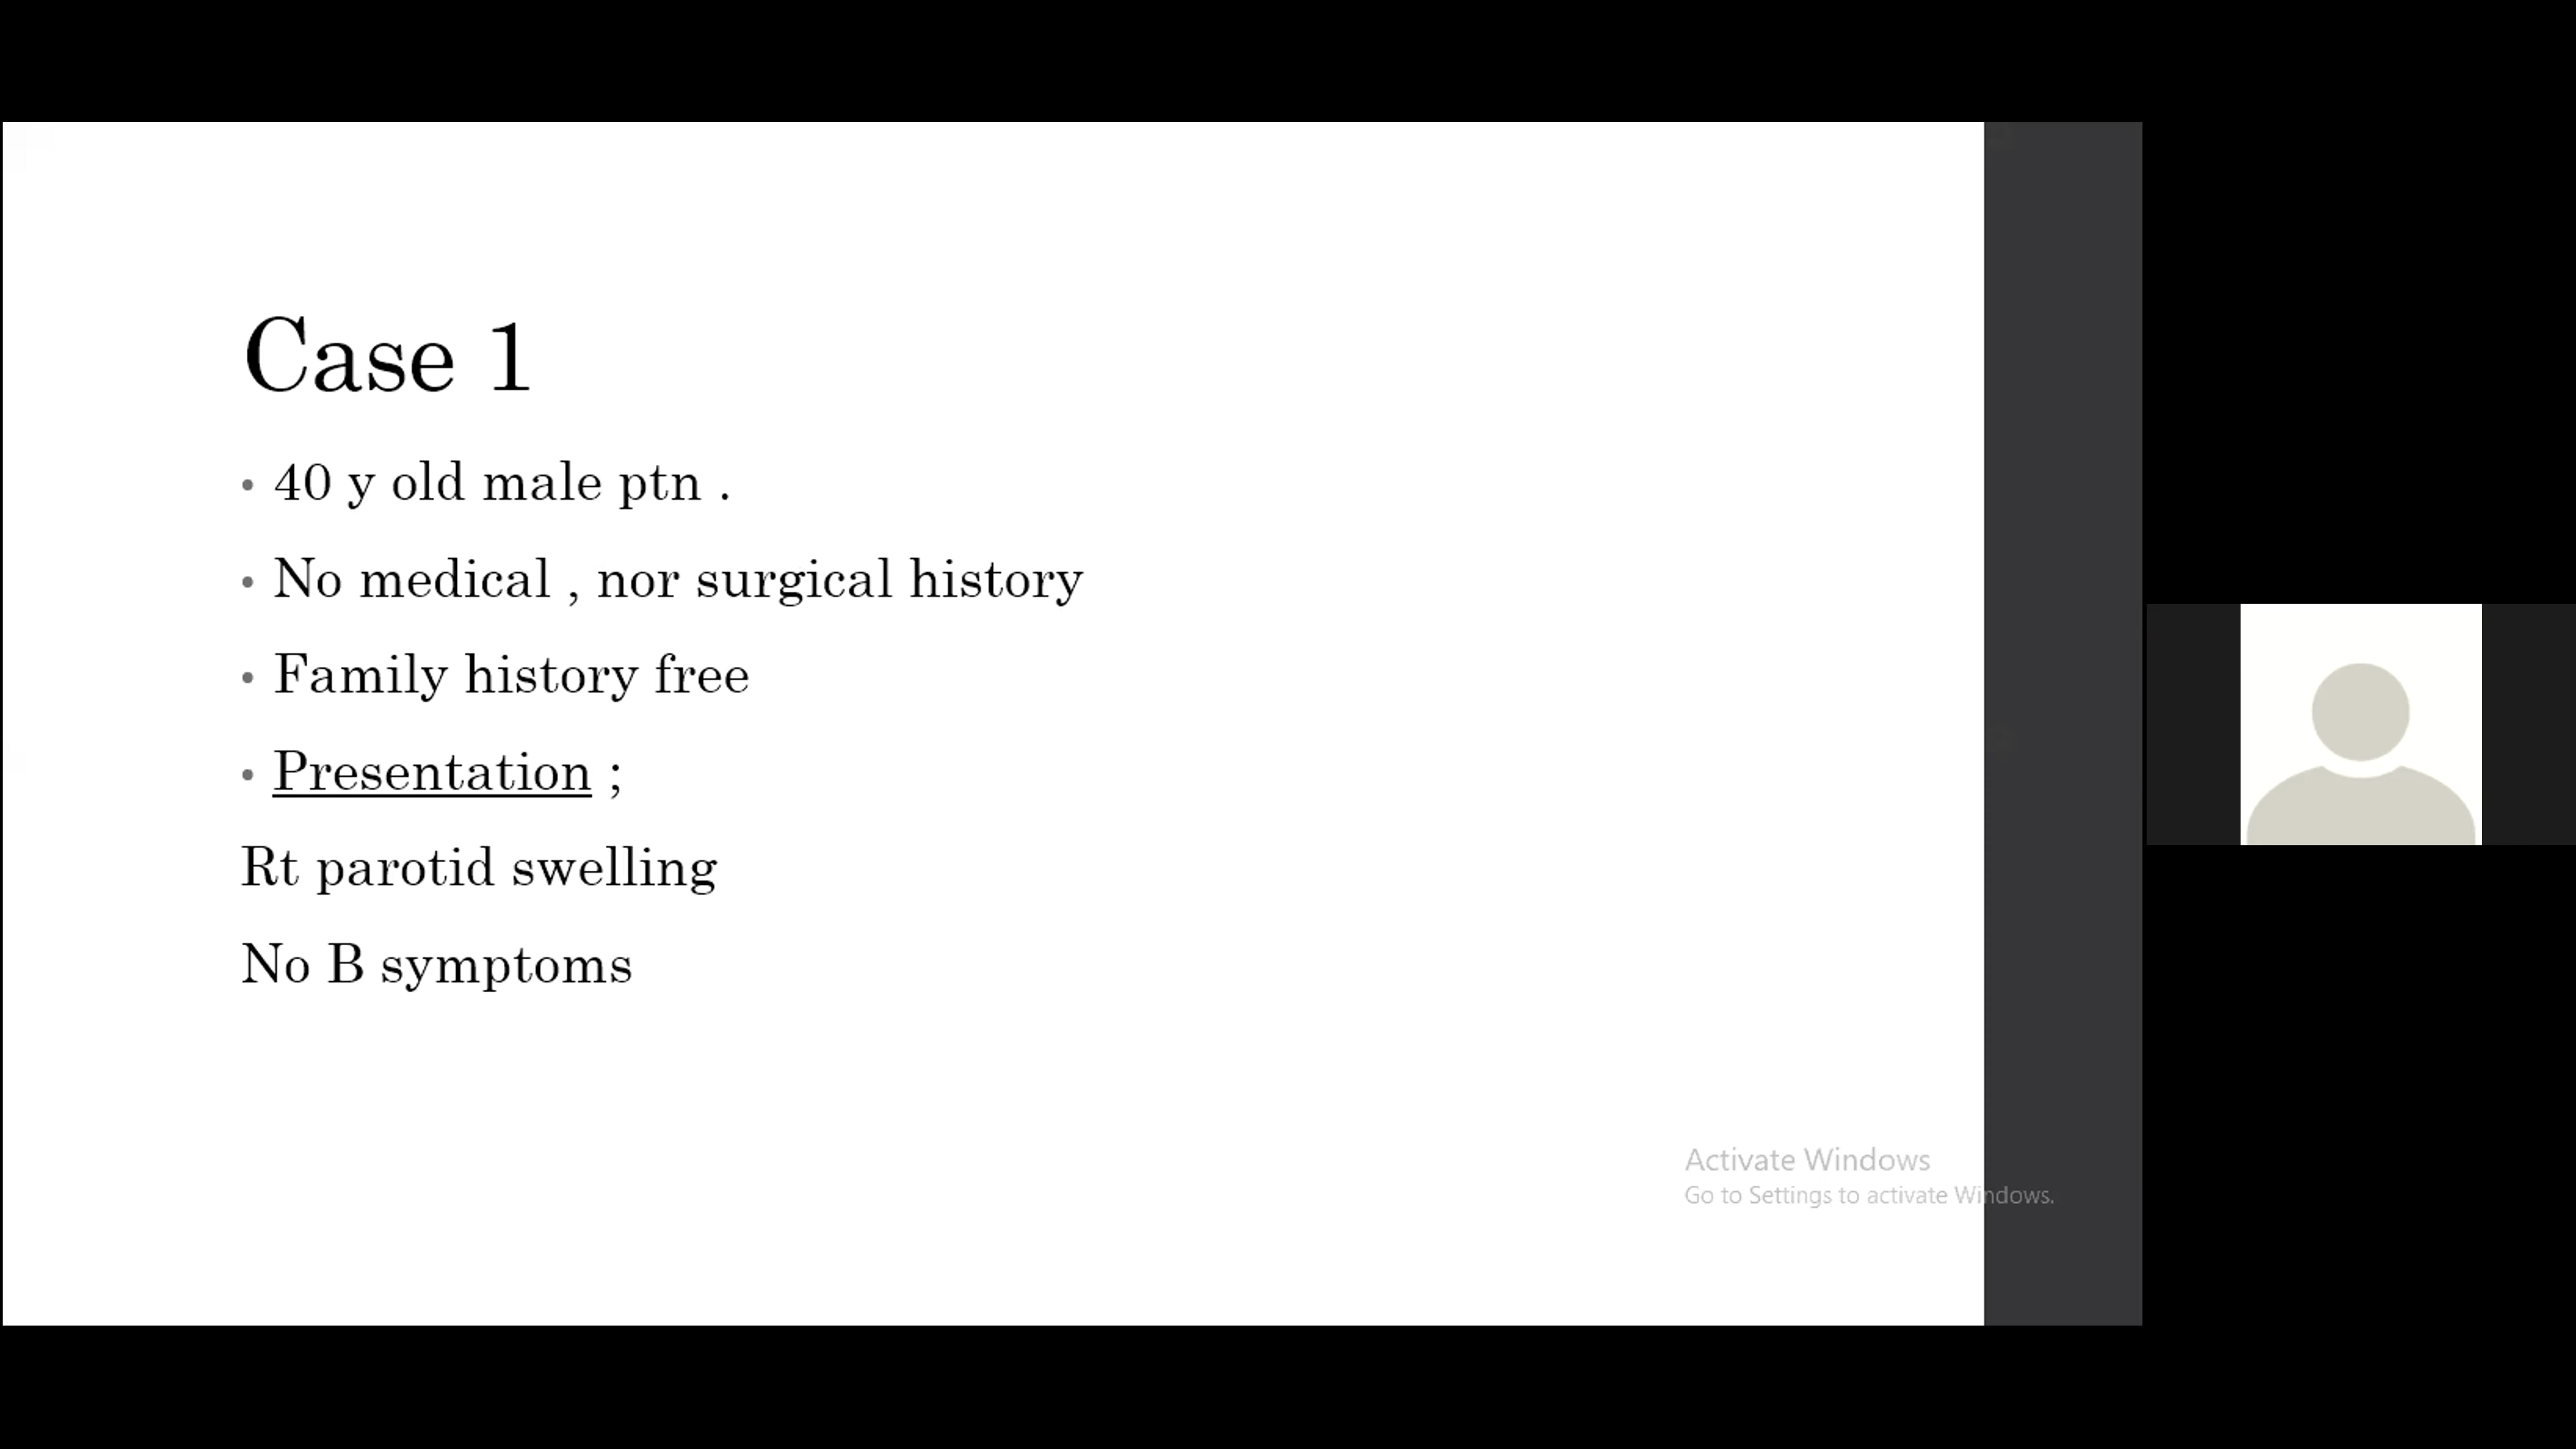 Case 1
• 40 y old male ptn .
• No medical , nor surgical history
• Family history free
• Presentation ;
Rt parotid swelling
No B symptoms
Activate Windows
Go to Settings to activate Windows.